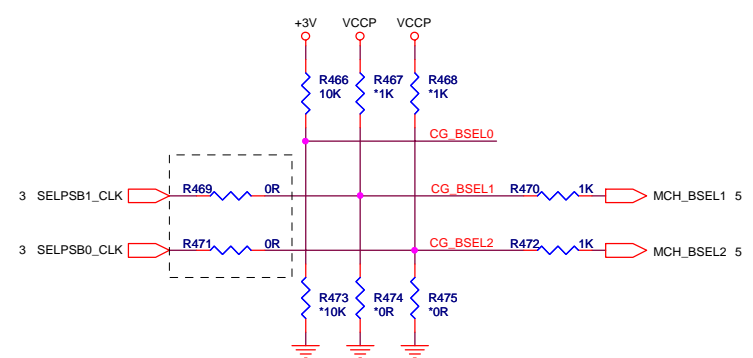 +3V VCCP VCCP
R466 10K
R467 *1K
R468 *1K
CG_BSEL0
3 SELPSB1_CLK R469 0R CG_BSEL1 R470 1K MCH_BSEL1 5
3 SELPSB0_CLK R471 0R CG_BSEL2 R472 1K MCH_BSEL2 5
R473 *10K
R474 *0R
R475 *0R